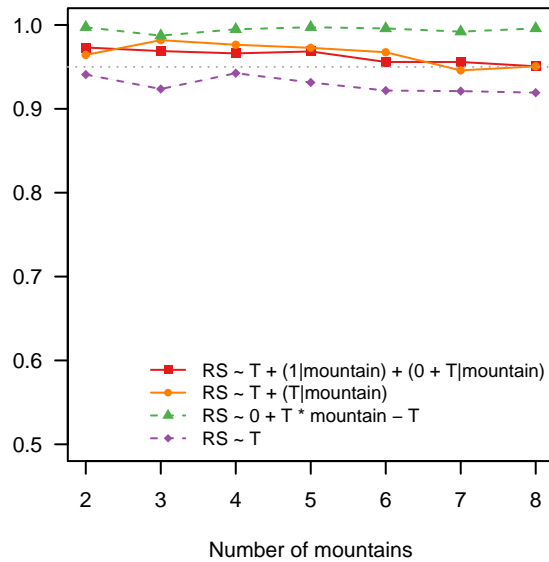 1.0
0.9
0.8
0.7
0.6
0.5
RS ~ T + (1|mountain) + (0 + T|mountain)
RS ~ T + (T|mountain)
RS ~ 0 + T * mountain − T
RS ~ T
2 3 4 5 6 7 8
Number of mountains